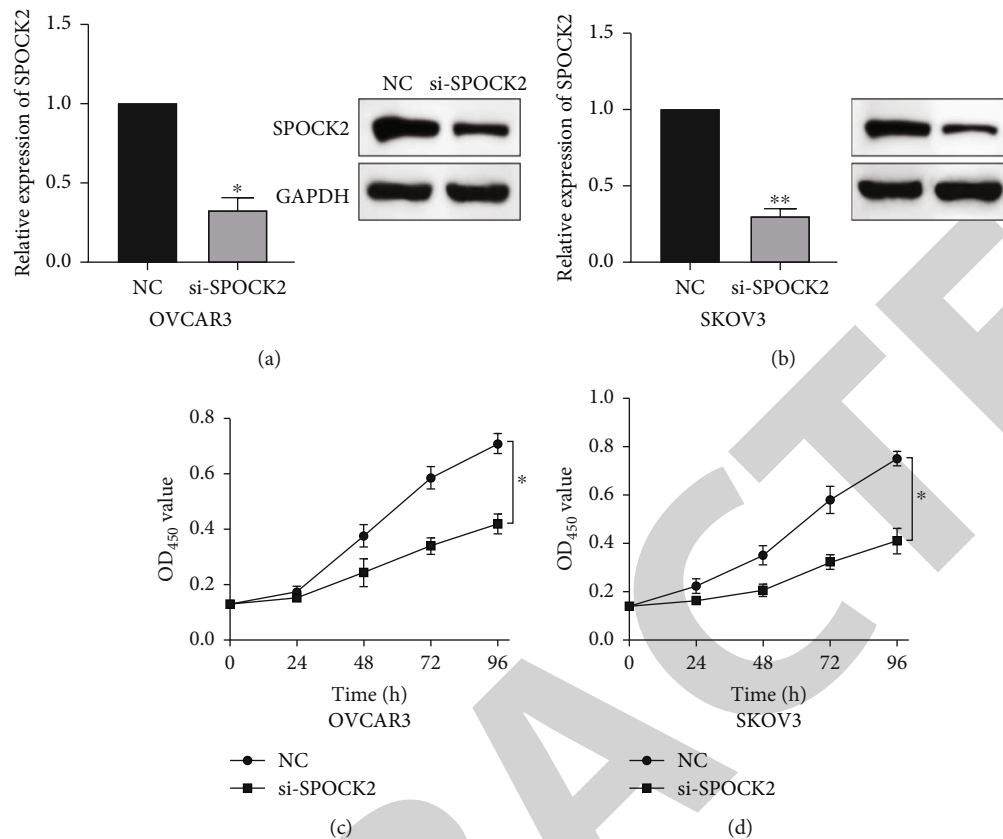 Relative expression of SPOCK2
1.5
1.0
0.5
0.0
NC
si-SPOCK2
OVCAR3
*
NC si-SPOCK2
SPOCK2
GAPDH
(a)
Relative expression of SPOCK2
1.5
1.0
0.5
0.0
NC
si-SPOCK2
SKOV3
**
(b)
OD450 value
0.8
0.6
0.4
0.2
0.0
0 24 48 72 96
Time (h)
OVCAR3
*
NC
si-SPOCK2
(c)
OD450 value
1.0
0.8
0.6
0.4
0.2
0.0
0 24 48 72 96
Time (h)
SKOV3
*
NC
si-SPOCK2
(d)